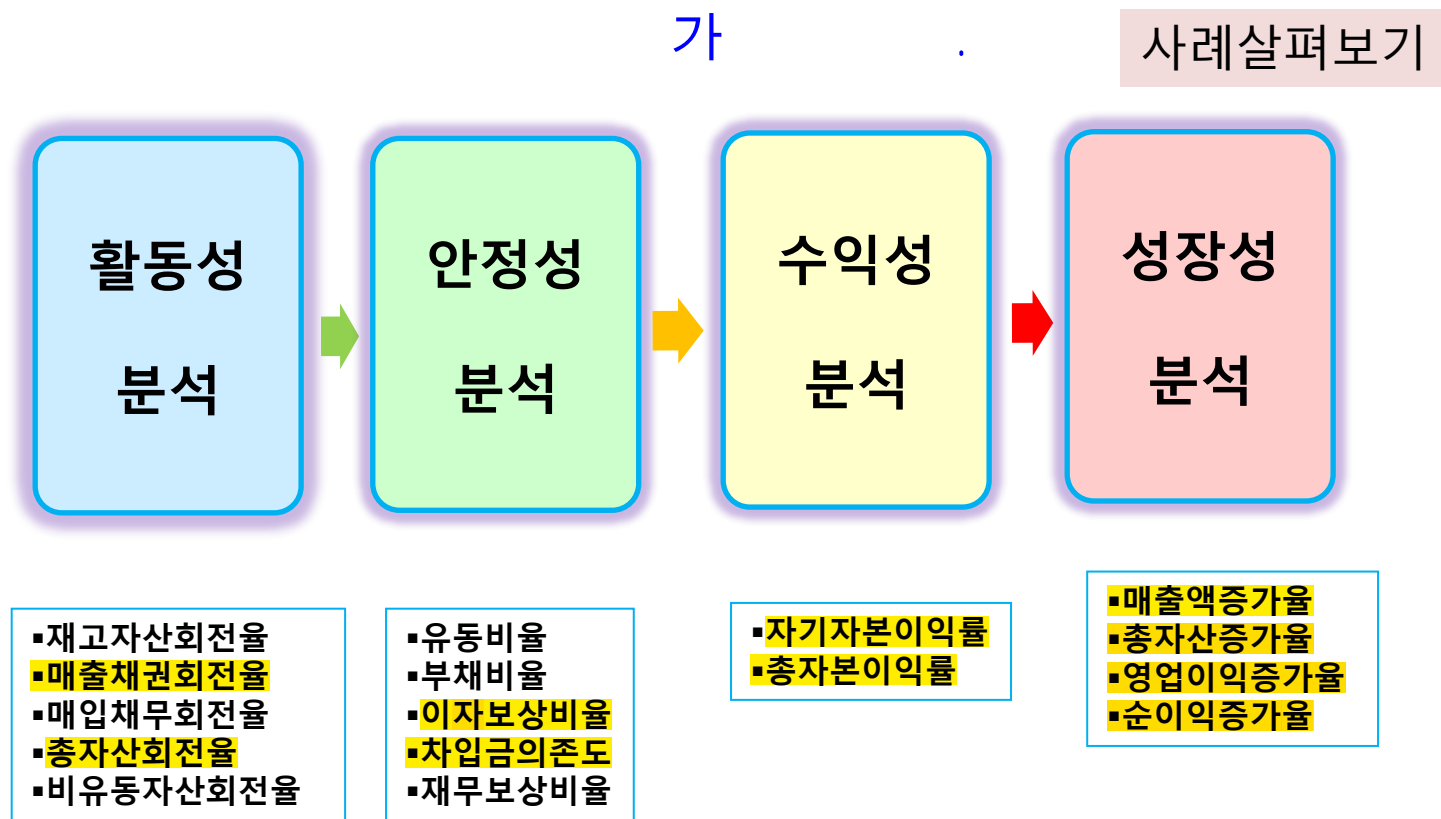 가 .
사례살펴보기
활동성
분석
안정성
분석
수익성
분석
성장성
분석
▪재고자산회전율
▪매출채권회전율
▪매입채무회전율
▪총자산회전율
▪비유동자산회전율
▪유동비율
▪부채비율
▪이자보상비율
▪차입금의존도
▪재무보상비율
▪자기자본이익률
▪총자본이익률
▪매출액증가율
▪총자산증가율
▪영업이익증가율
▪순이익증가율